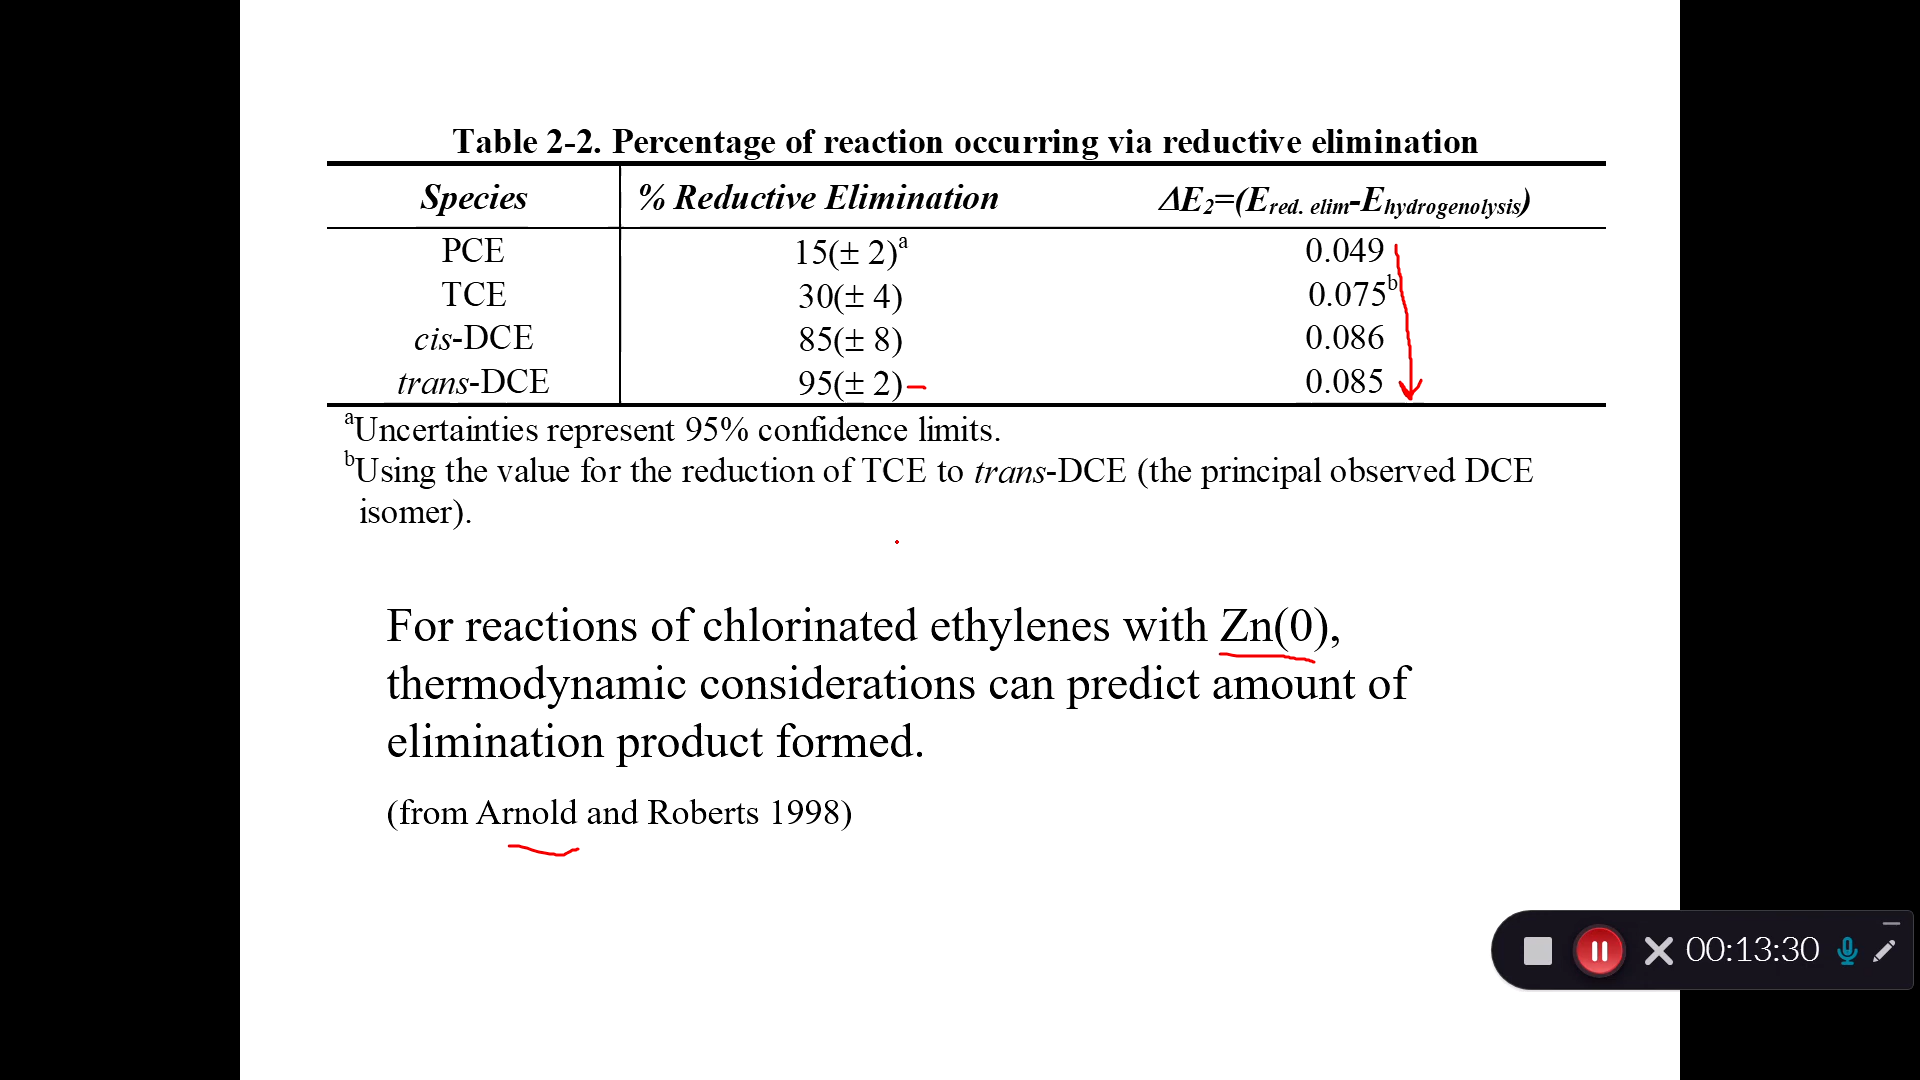 Table 2-2. Percentage of reaction occurring via reductive elimination
Species % Reductive Elimination ΔE2=(Ered. elim-Ehydrogenolysis)
PCE 15(± 2)a 0.049
TCE 30(± 4) 0.075b
cis-DCE 85(± 8) 0.086
trans-DCE 95(± 2) 0.085
aUncertainties represent 95% confidence limits.
bUsing the value for the reduction of TCE to trans-DCE (the principal observed DCE
isomer).
For reactions of chlorinated ethylenes with Zn(0),
thermodynamic considerations can predict amount of
elimination product formed.
(from Arnold and Roberts 1998)
00:13:30